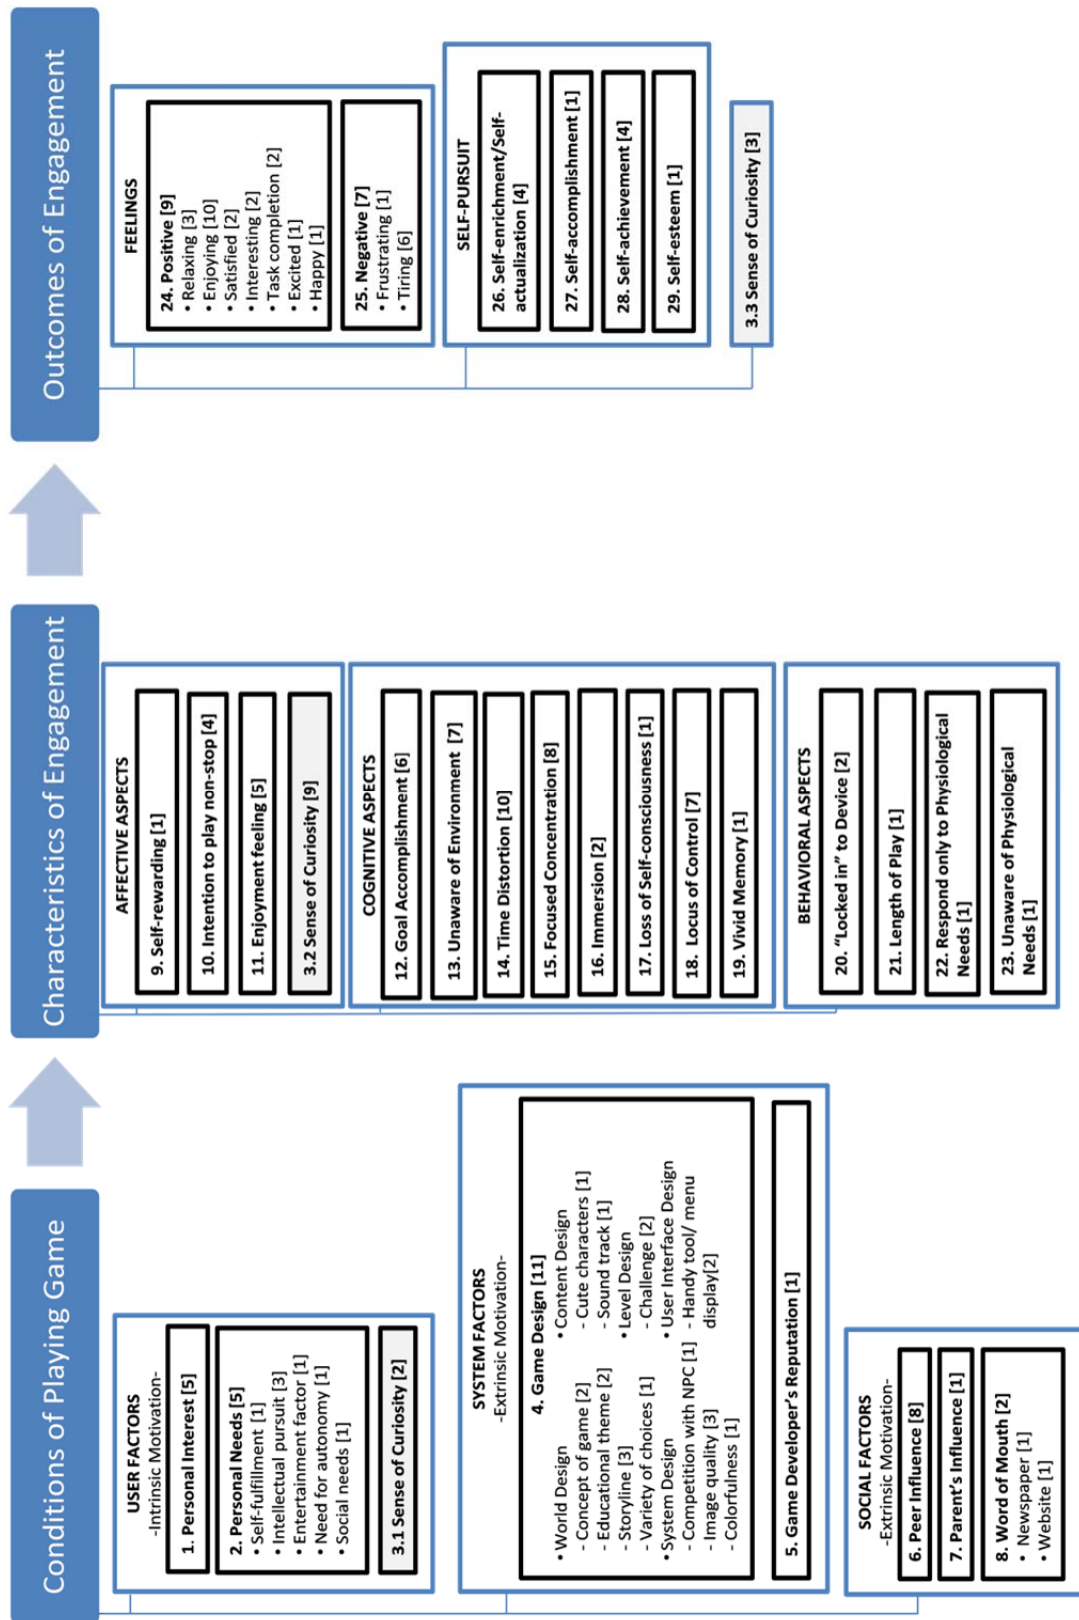 Conditions of Playing Game
USER FACTORS
-Intrinsic Motivation-
1. Personal Interest [5]
2. Personal Needs [5]
• Self-fulfillment [1]
• Intellectual pursuit [3]
• Entertainment factor [1]
• Need for autonomy [1]
• Social needs [1]
3.1 Sense of Curiosity [2]
SYSTEM FACTORS
-Extrinsic Motivation-
4. Game Design [11]
• World Design
- Concept of game [2]
- Educational theme [2]
- Storyline [3]
- Variety of choices [1]
• System Design
- Competition with NPC [1]
- Image quality [3]
- Colorfulness [1]
• Content Design
- Cute characters [1]
- Sound track [1]
• Level Design
- Challenge [2]
• User Interface Design
- Handy tool/ menu
display[2]
5. Game Developer's Reputation [1]
SOCIAL FACTORS
-Extrinsic Motivation-
6. Peer Influence [8]
7. Parent's Influence [1]
8. Word of Mouth [2]
• Newspaper [1]
• Website [1]
Characteristics of Engagement
AFFECTIVE ASPECTS
9. Self-rewarding [1]
10. Intention to play non-stop [4]
11. Enjoyment feeling [5]
3.2 Sense of Curiosity [9]
COGNITIVE ASPECTS
12. Goal Accomplishment [6]
13. Unaware of Environment [7]
14. Time Distortion [10]
15. Focused Concentration [8]
16. Immersion [2]
17. Loss of Self-consciousness [1]
18. Locus of Control [7]
19. Vivid Memory [1]
BEHAVIORAL ASPECTS
20. "Locked in" to Device [2]
21. Length of Play [1]
22. Respond only to Physiological
Needs [1]
23. Unaware of Physiological
Needs [1]
Outcomes of Engagement
FEELINGS
24. Positive [9]
• Relaxing [3]
• Enjoying [10]
• Satisfied [2]
• Interesting [2]
• Task completion [2]
• Excited [1]
• Happy [1]
25. Negative [7]
• Frustrating [1]
• Tiring [6]
SELF-PURSUIT
26. Self-enrichment/Self-
actualization [4]
27. Self-accomplishment [1]
28. Self-achievement [4]
29. Self-esteem [1]
3.3 Sense of Curiosity [3]